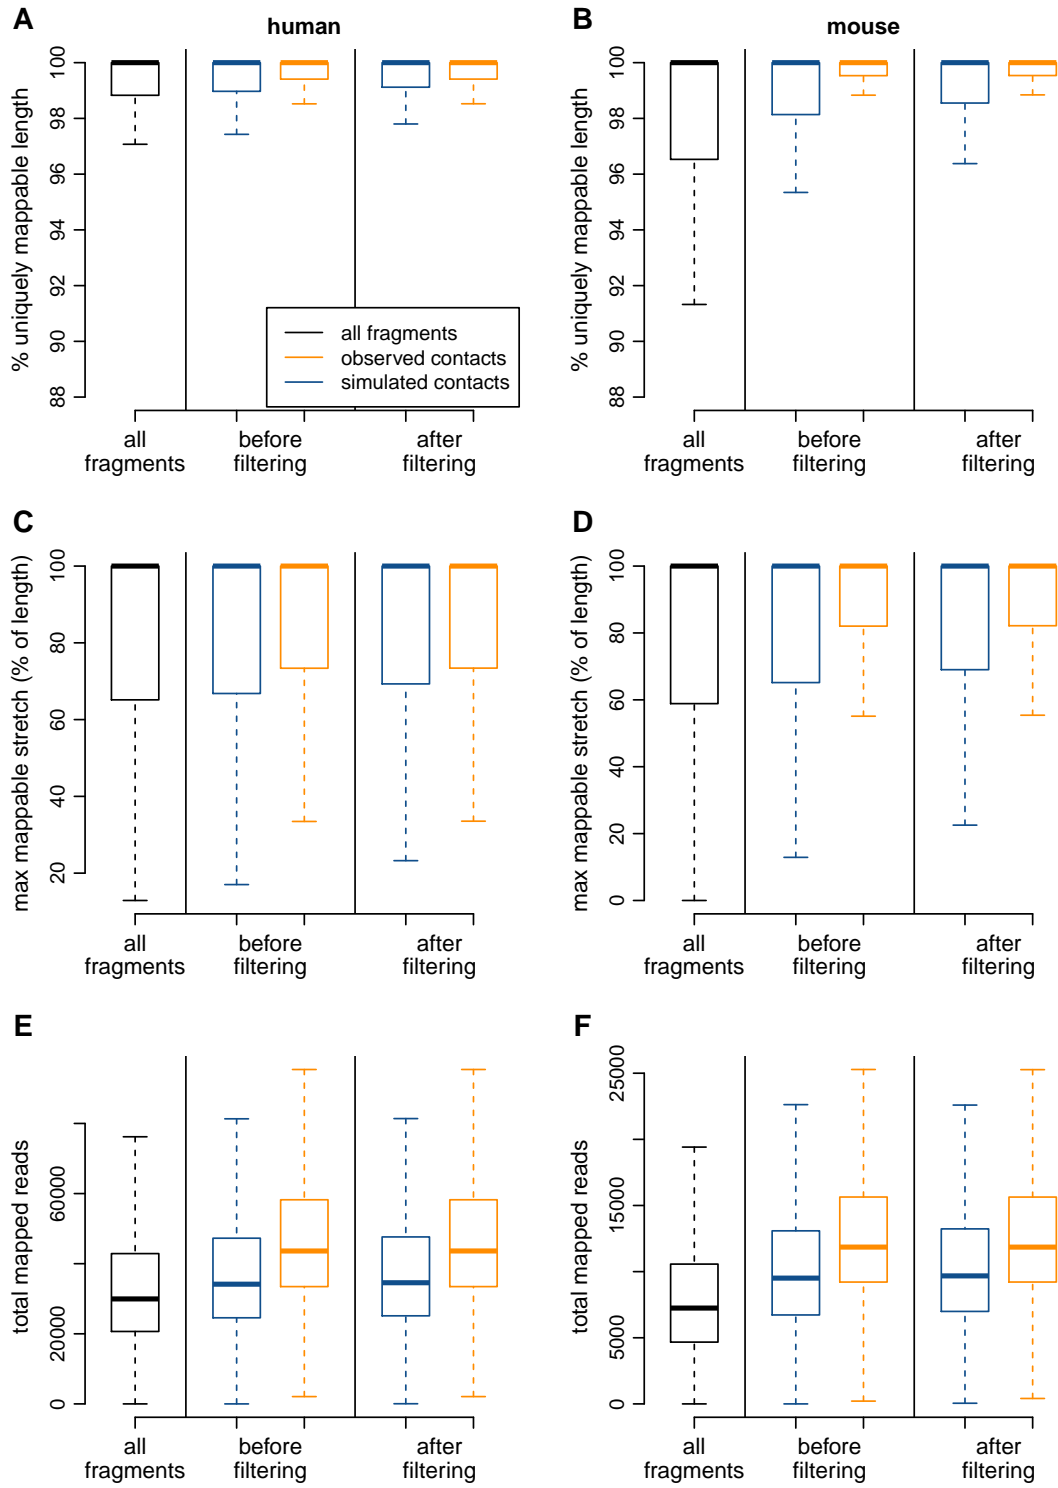 A
human
B
mouse
% uniquely mappable length
88
90
92
94
96
98
100
all fragments
observed contacts
simulated contacts
all
fragments
before
filtering
after
filtering
% uniquely mappable length
88
90
92
94
96
98
100
all
fragments
before
filtering
after
filtering
C
max mappable stretch (% of length)
20
40
60
80
100
all
fragments
before
filtering
after
filtering
D
max mappable stretch (% of length)
0
20
40
60
80
100
all
fragments
before
filtering
after
filtering
E
total mapped reads
0
20000
60000
all
fragments
before
filtering
after
filtering
F
total mapped reads
0
5000
15000
25000
all
fragments
before
filtering
after
filtering